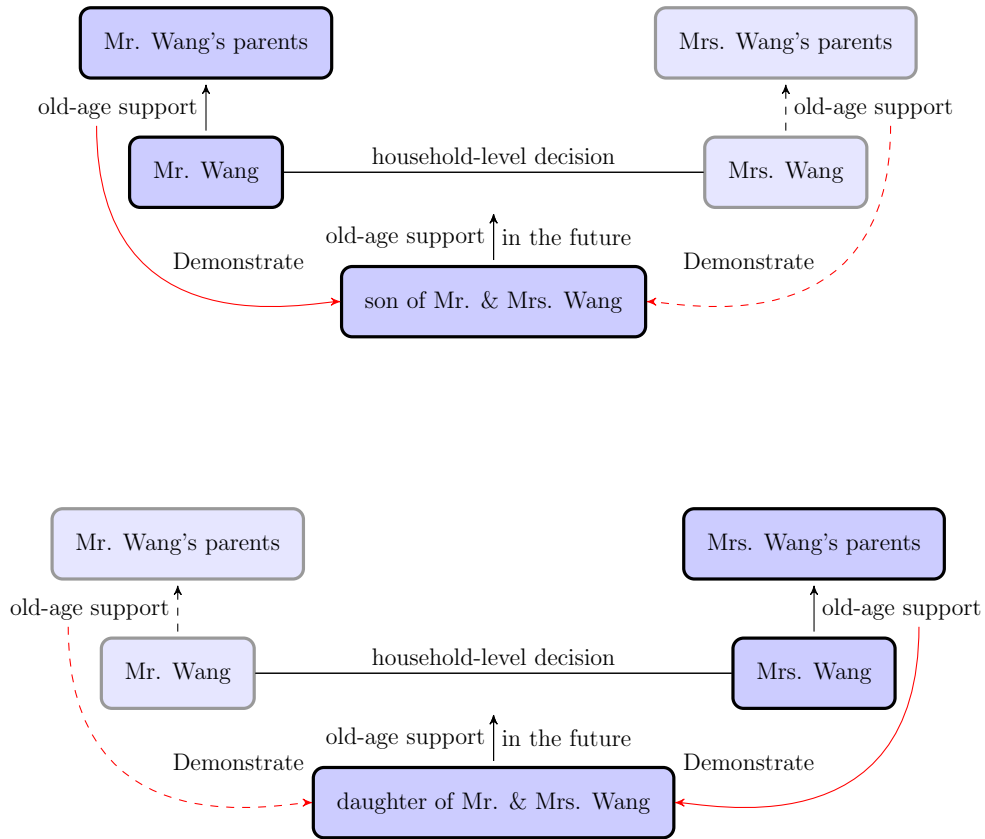 Mr. Wang's parents
Mrs. Wang's parents
old-age support
old-age support
household-level decision
Mr. Wang
Mrs. Wang
old-age support in the future
Demonstrate
Demonstrate
son of Mr. & Mrs. Wang
Mr. Wang's parents
Mrs. Wang's parents
old-age support
old-age support
household-level decision
Mr. Wang
Mrs. Wang
old-age support in the future
Demonstrate
Demonstrate
daughter of Mr. & Mrs. Wang